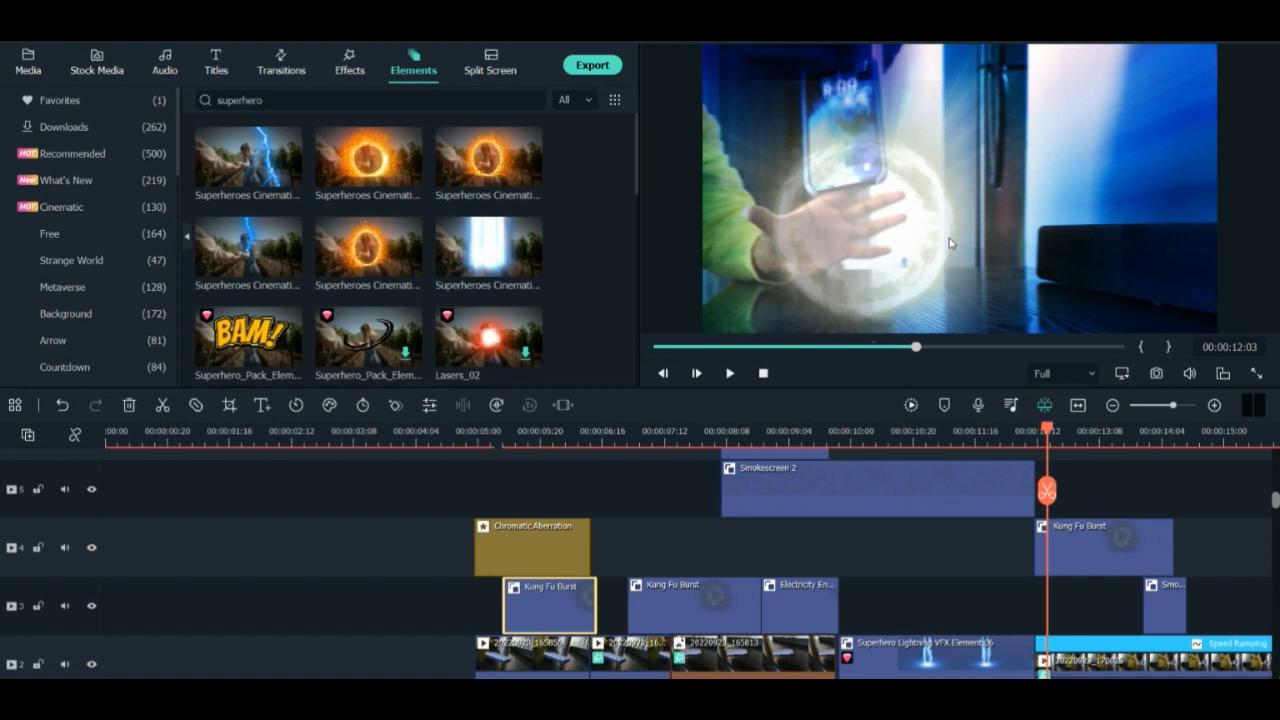 Media Stock Media Audio Titles Transitions Effects Elements Split Screen Export
Favorites (1)
Downloads (262)
HOT Recommended (500)
New What's New (219)
HOT Cinematic (130)
Free (164)
Strange World (47)
Metaverse (128)
Background (172)
Arrow (81)
Countdown (84)
superhero All
Superheroes Cinemati... Superheroes Cinemati... Superheroes Cinemati...
Superheroes Cinemati... Superheroes Cinemati... Superheroes Cinemati...
BAM!
Superhero_Pack_Elem... Superhero_Pack_Elem... Lasers_02
{ } 00:00:12:03
Full
:00:00 00:00:00:20 00:00:01:16 00:00:02:12 00:00:03:08 00:00:04:04 00:00:05:00 00:00:05:20 00:00:06:16 00:00:07:12 00:00:08:08 00:00:09:04 00:00:10:00 00:00:10:20 00:00:11:16 00:00:13:08 00:00:14:04 00:00:15:00
5 Smokescreen 2
4 Chromatic Aberration Kung Fu Burst
3 Kung Fu Burst Kung Fu Burst Electricity En... Smo...
2 20220923_16... 20220923_165813 Superhero Lightning VFX Element 06 Speed Ramping